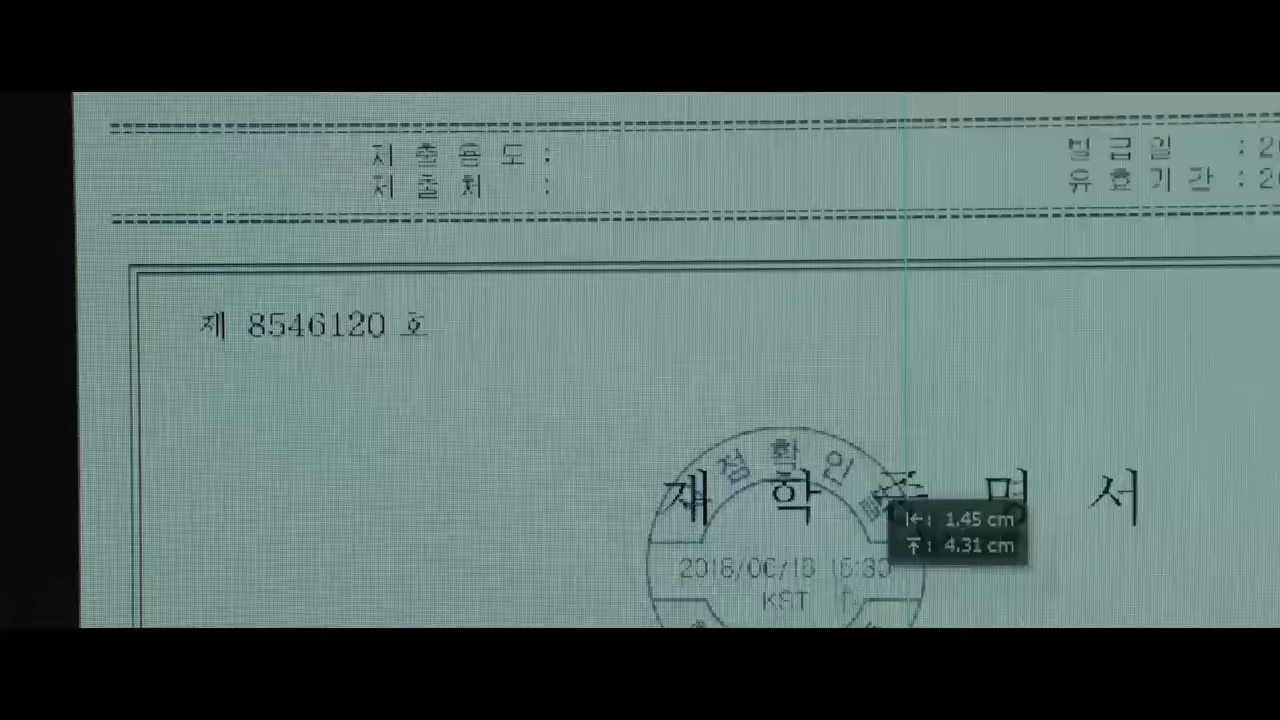 제 출 용 도 :
발 급 일 : 20
제 출 처 :
유 효 기 간 : 20
제 8546120 호
점 확 인
재 학 증 명 서
1.45 cm
4.31 cm
2018/06/18 16:30
KST